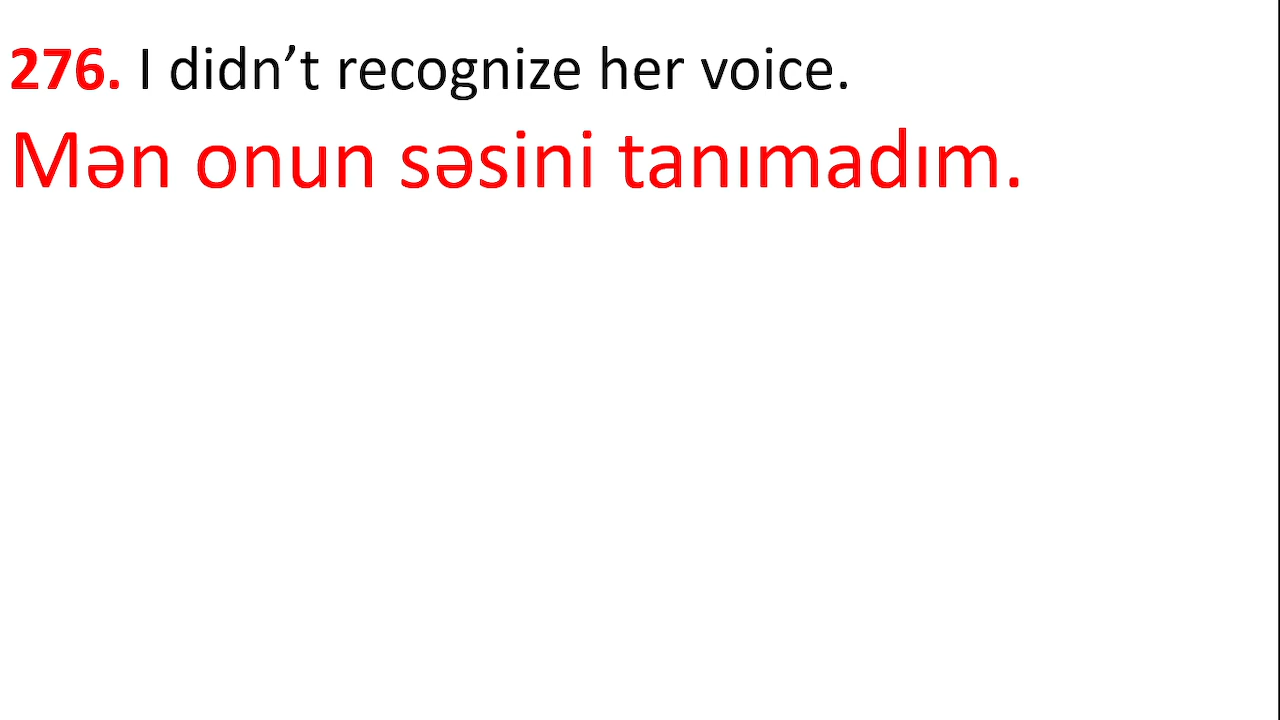 276. I didn’t recognize her voice.
Mən onun səsini tanımadım.